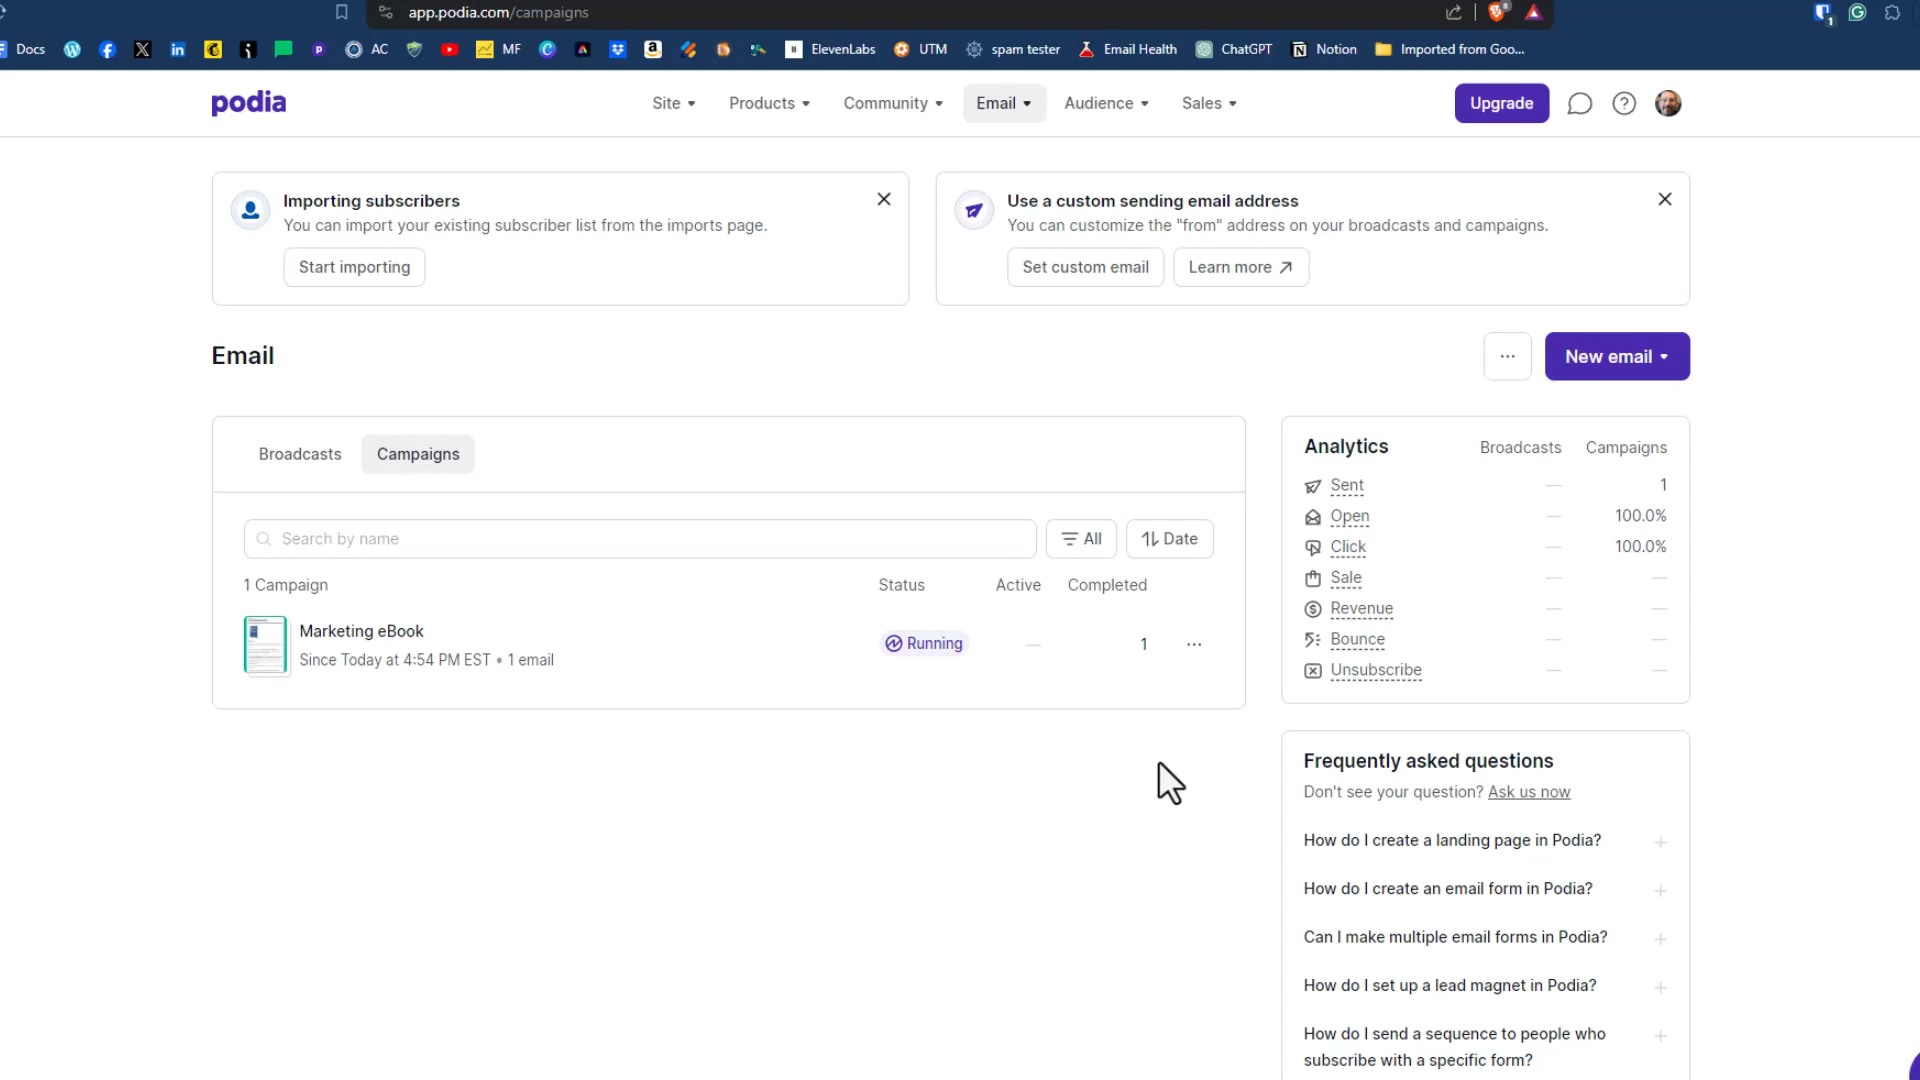 app.podia.com/campaigns
Docs
AC
MF
ElevenLabs
UTM
spam tester
Email Health
ChatGPT
Notion
Imported from Goo...
podia
Site
Products
Community
Email
Audience
Sales
Upgrade
Importing subscribers
You can import your existing subscriber list from the imports page.
Start importing
Use a custom sending email address
You can customize the "from" address on your broadcasts and campaigns.
Set custom email
Learn more
Email
New email
Broadcasts
Campaigns
Search by name
All
Date
1 Campaign
Status
Active
Completed
Marketing eBook
Since Today at 4:54 PM EST • 1 email
Running
—
1
Analytics
Broadcasts
Campaigns
Sent — 1
Open — 100.0%
Click — 100.0%
Sale — —
Revenue — —
Bounce — —
Unsubscribe — —
Frequently asked questions
Don't see your question? Ask us now
How do I create a landing page in Podia?
How do I create an email form in Podia?
Can I make multiple email forms in Podia?
How do I set up a lead magnet in Podia?
How do I send a sequence to people who
subscribe with a specific form?